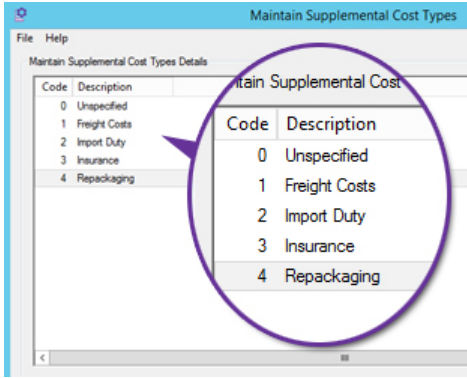 Maintain Supplemental Cost Types
File Help
Maintain Supplemental Cost Types Details
Code Description
0 Unspecified
1 Freight Costs
2 Import Duty
3 Insurance
4 Repackaging
ntain Supplemental Cost
Code Description
0 Unspecified
1 Freight Costs
2 Import Duty
3 Insurance
4 Repackaging